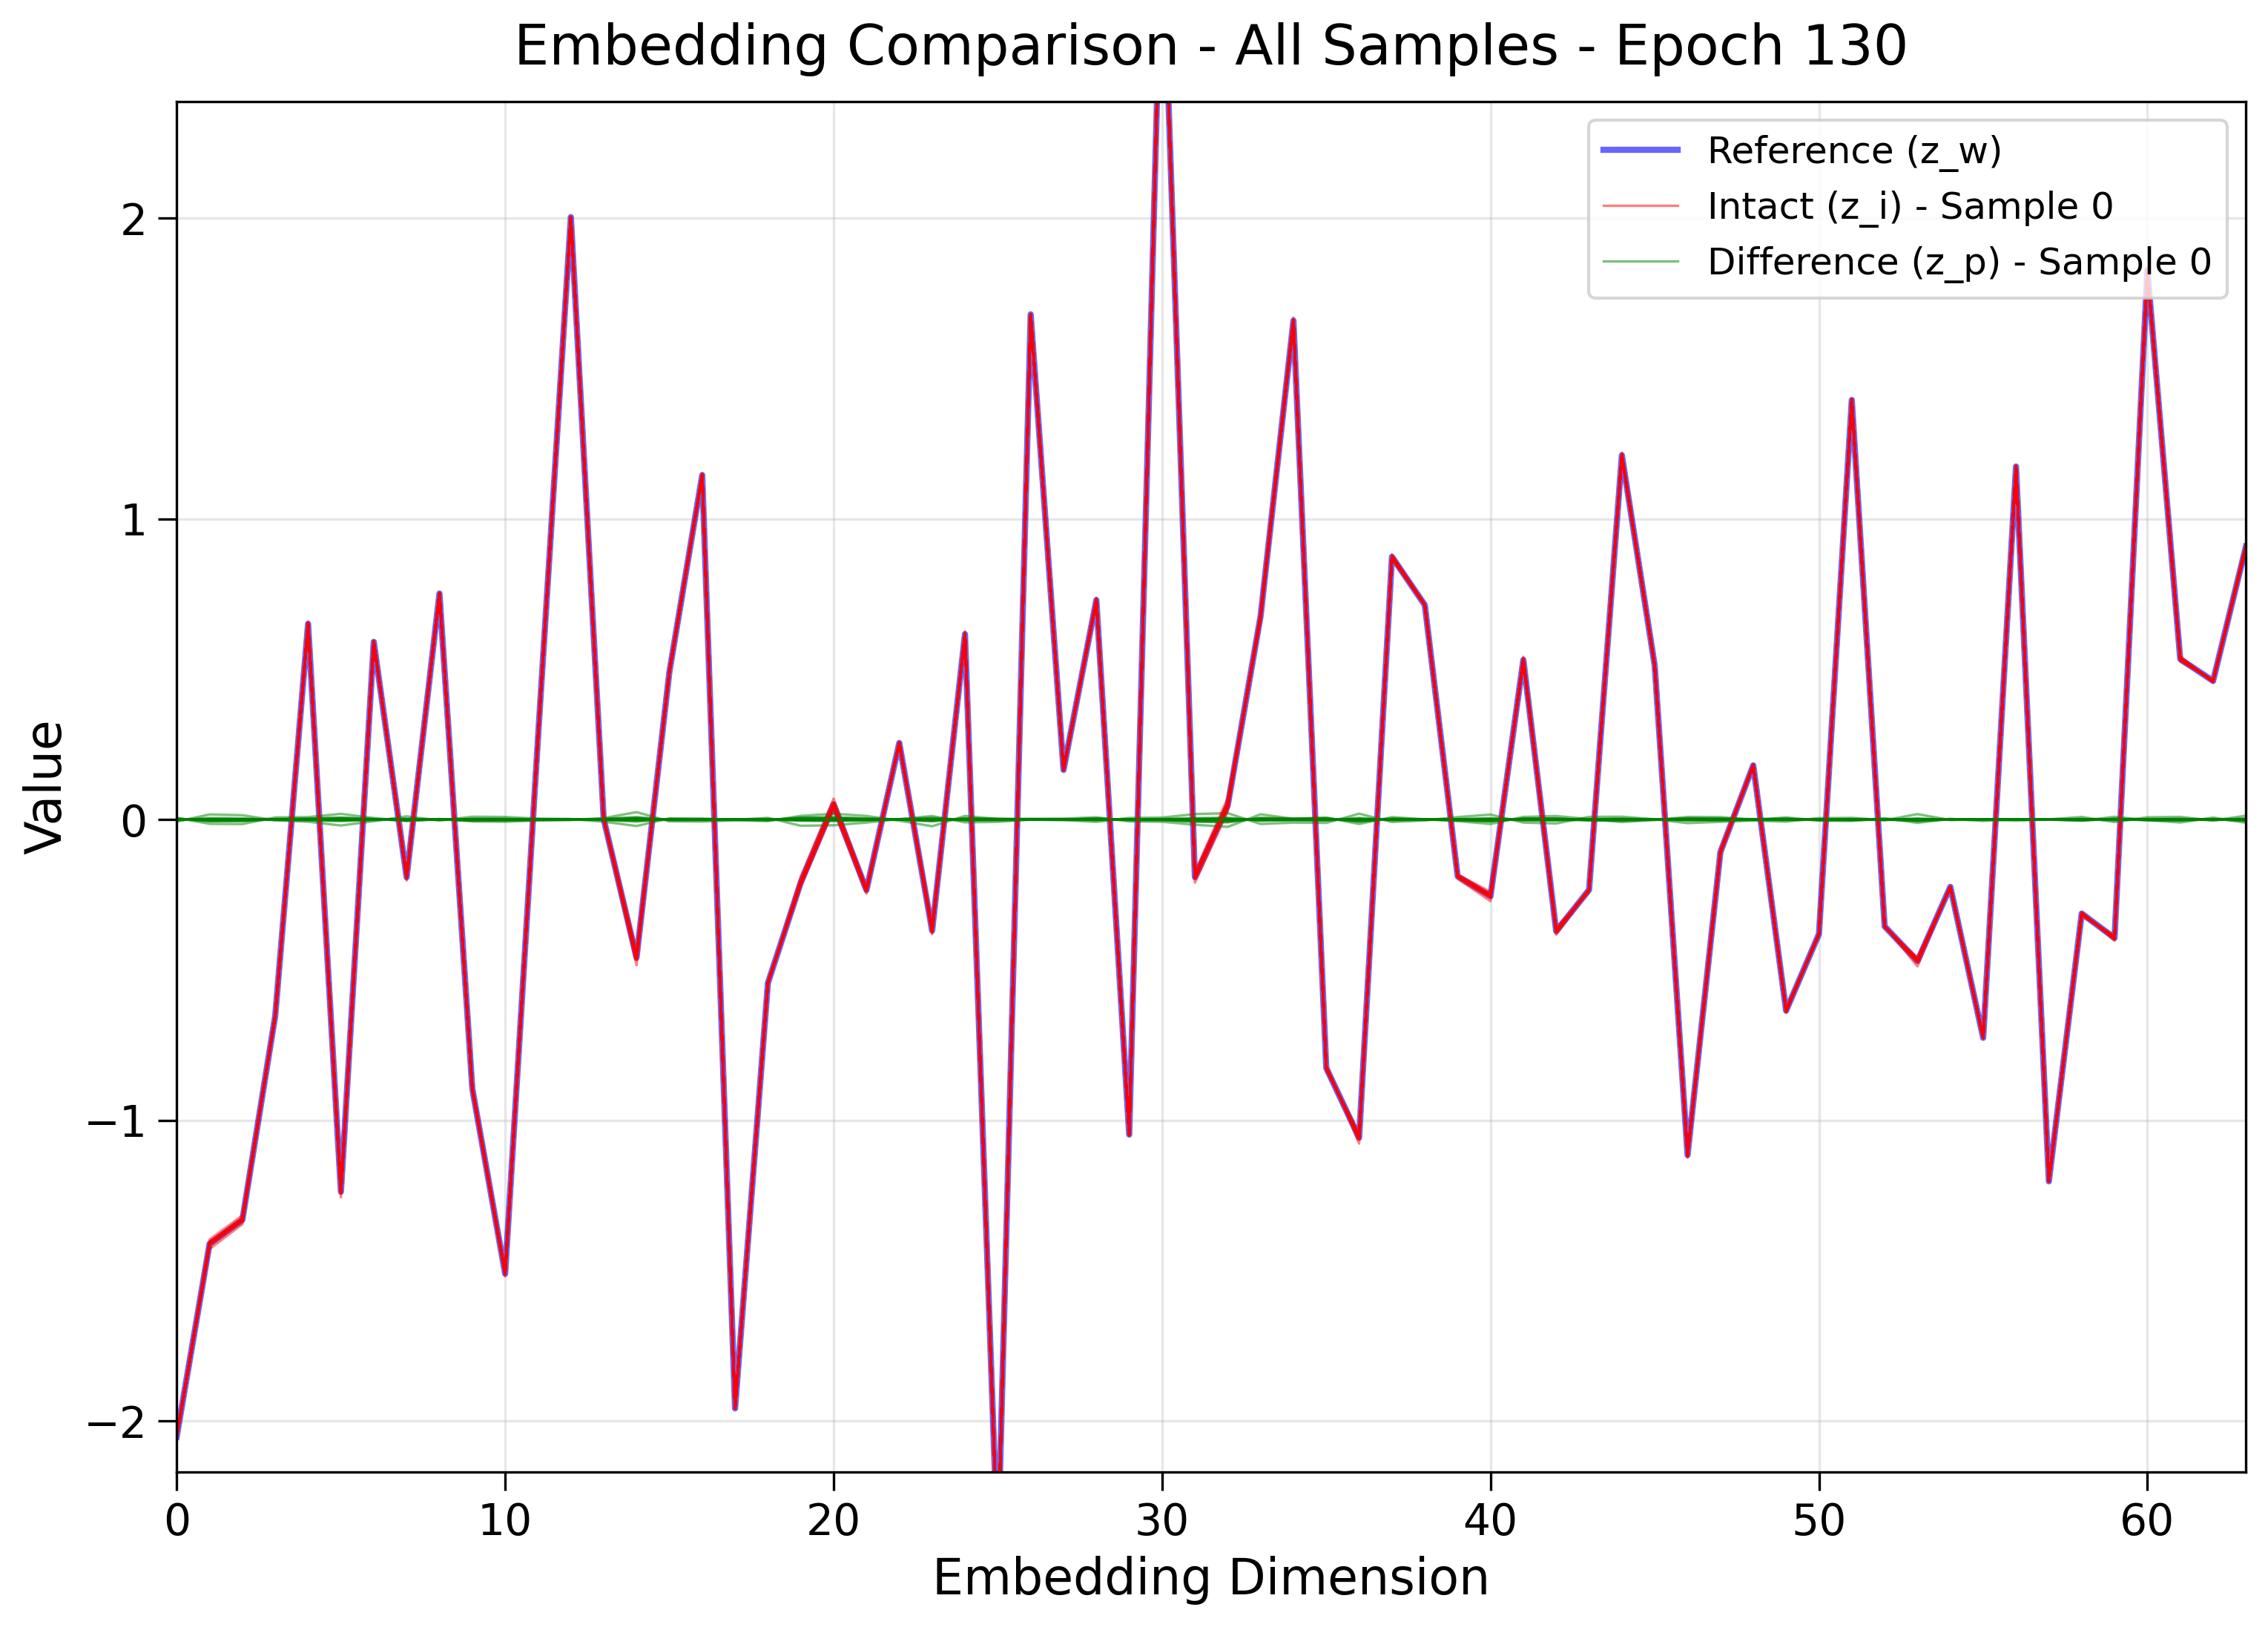 Embedding Comparison - All Samples - Epoch 130
Reference (z_w)
Intact (z_i) - Sample 0
Difference (z_p) - Sample 0
Value
2
1
0
−1
−2
0 10 20 30 40 50 60
Embedding Dimension